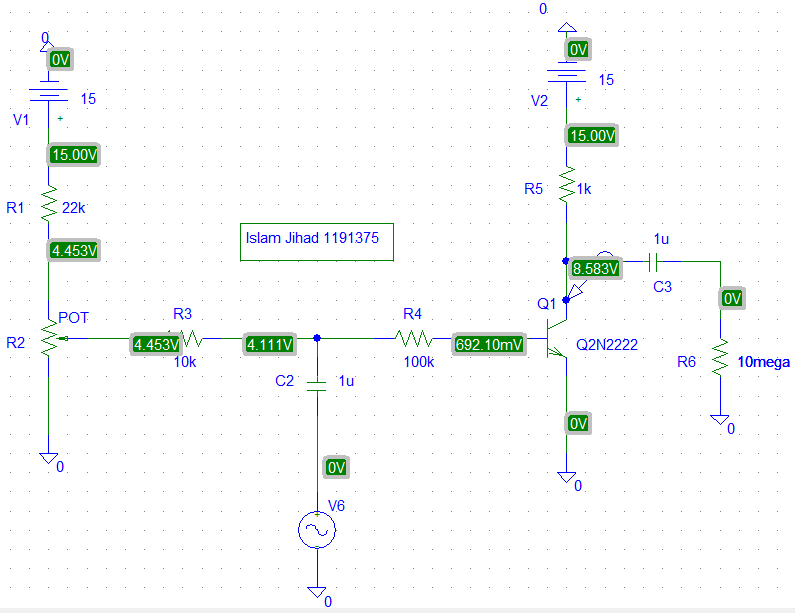 0
0V
15
V1
+
15.00V
R1
22k
4.453V
POT
R2
4.453V
0
R3
10k
4.111V
Islam Jihad 1191375
C2
1u
0V
V6
0
R4
100k
692.10mV
0
0V
15
V2
+
15.00V
R5
1k
8.583V
Q1
Q2N2222
0V
0
1u
C3
0V
R6
10mega
0